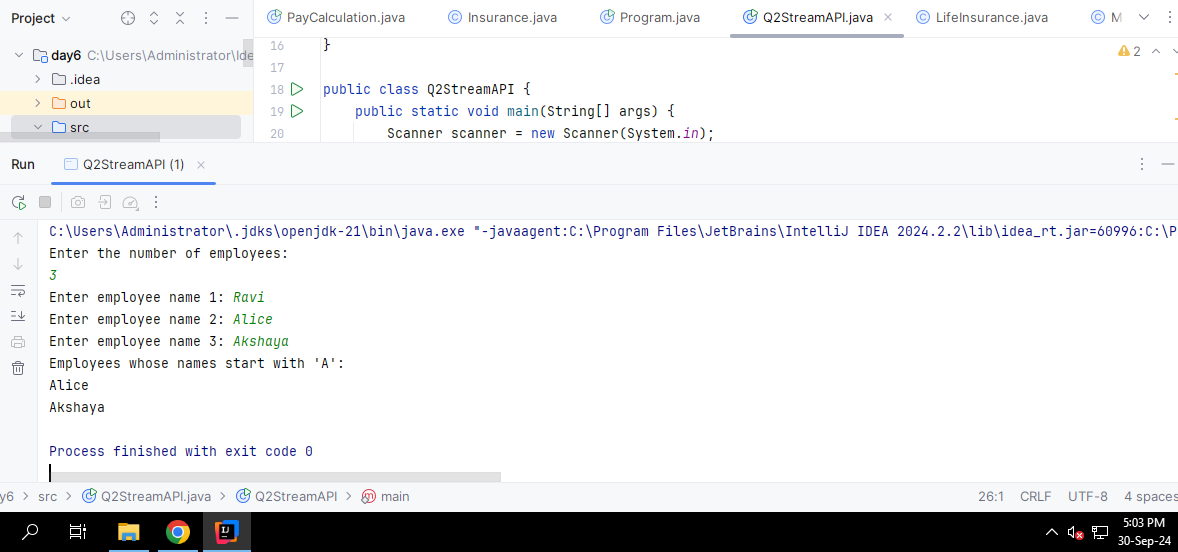 Project
PayCalculation.java
Insurance.java
Program.java
Q2StreamAPI.java
LifeInsurance.java
day6 C:\Users\Administrator\Ide
.idea
out
src
16 }
17
18 public class Q2StreamAPI {
19 public static void main(String[] args) {
20 Scanner scanner = new Scanner(System.in);
2
Run
Q2StreamAPI (1)
C:\Users\Administrator\.jdks\openjdk-21\bin\java.exe "-javaagent:C:\Program Files\JetBrains\IntelliJ IDEA 2024.2.2\lib\idea_rt.jar=60996:C:\P
Enter the number of employees:
3
Enter employee name 1: Ravi
Enter employee name 2: Alice
Enter employee name 3: Akshaya
Employees whose names start with 'A':
Alice
Akshaya
Process finished with exit code 0
y6 > src > Q2StreamAPI.java > Q2StreamAPI > main
26:1 CRLF UTF-8 4 spaces
5:03 PM
30-Sep-24